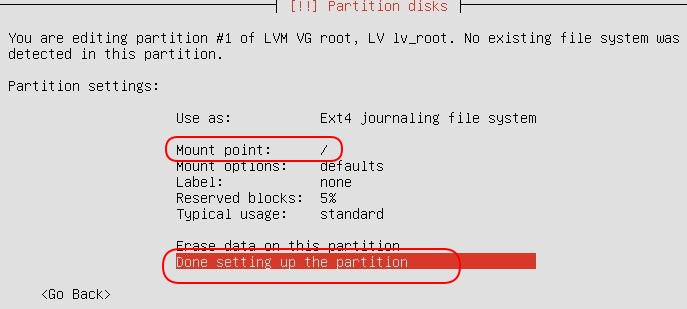 [!!] Partition disks
You are editing partition #1 of LVM VG root, LV lv_root. No existing file system was
detected in this partition.
Partition settings:
Use as: Ext4 journaling file system
Mount point: /
Mount options: defaults
Label: none
Reserved blocks: 5%
Typical usage: standard
Erase data on this partition
Done setting up the partition
<Go Back>